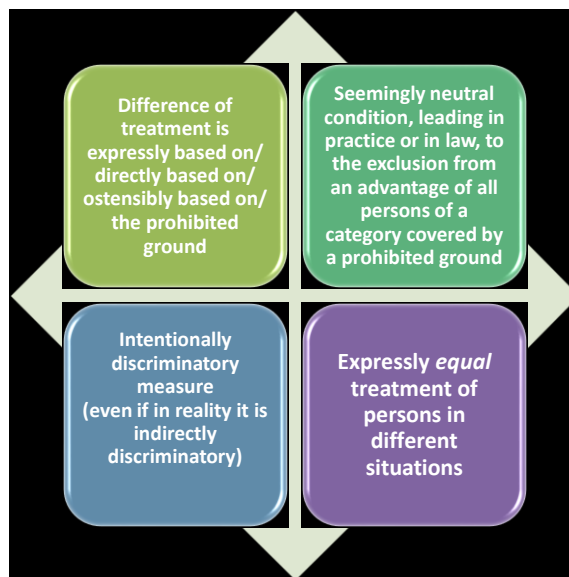 Difference of
treatment is
expressly based on/
directly based on/
ostensibly based on/
the prohibited
ground
Seemingly neutral
condition, leading in
practice or in law, to
the exclusion from
an advantage of all
persons of a
category covered by
a prohibited ground
Intentionally
discriminatory
measure
(even if in reality it is
indirectly
discriminatory)
Expressly equal
treatment of
persons in
different
situations